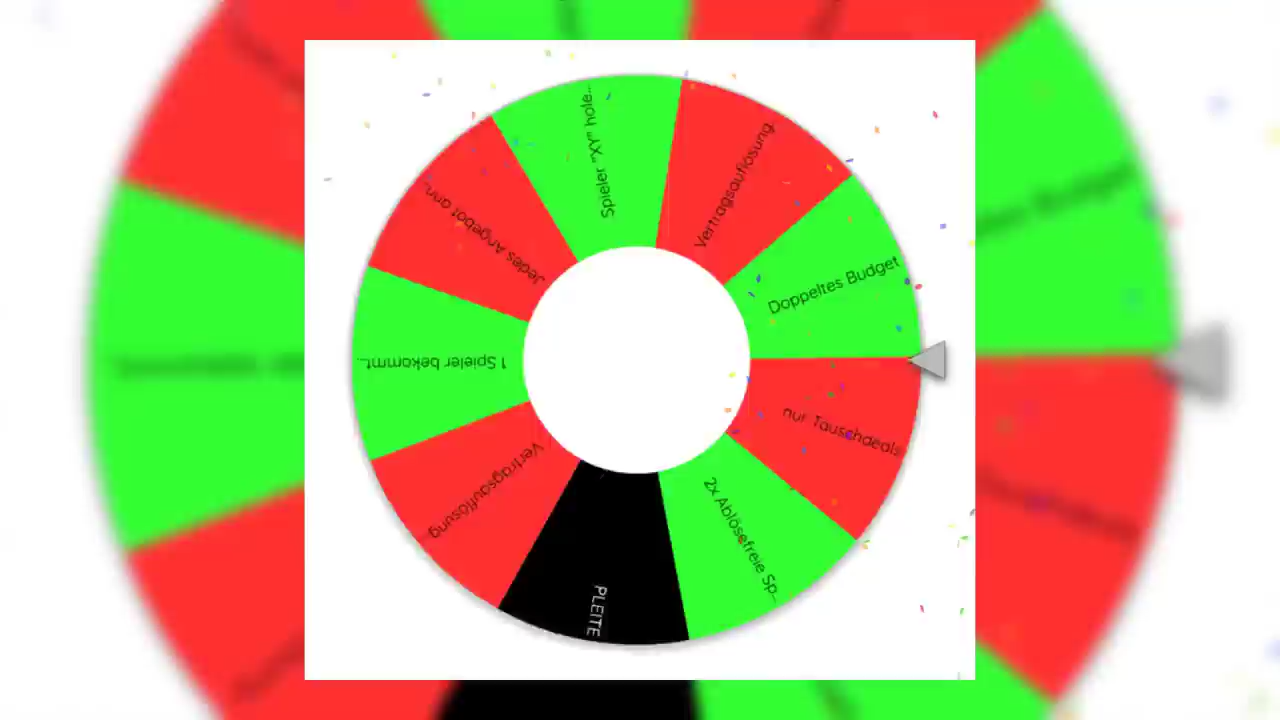 Spieler "XY" hole...
Vertragsauflösung...
Doppeltes Budget
nur Tauschdeals
2x Ablösefreie Sp...
PLEITE
Vertragsauflösung
1 Spieler bekommt...
Jedes Angebot ann...